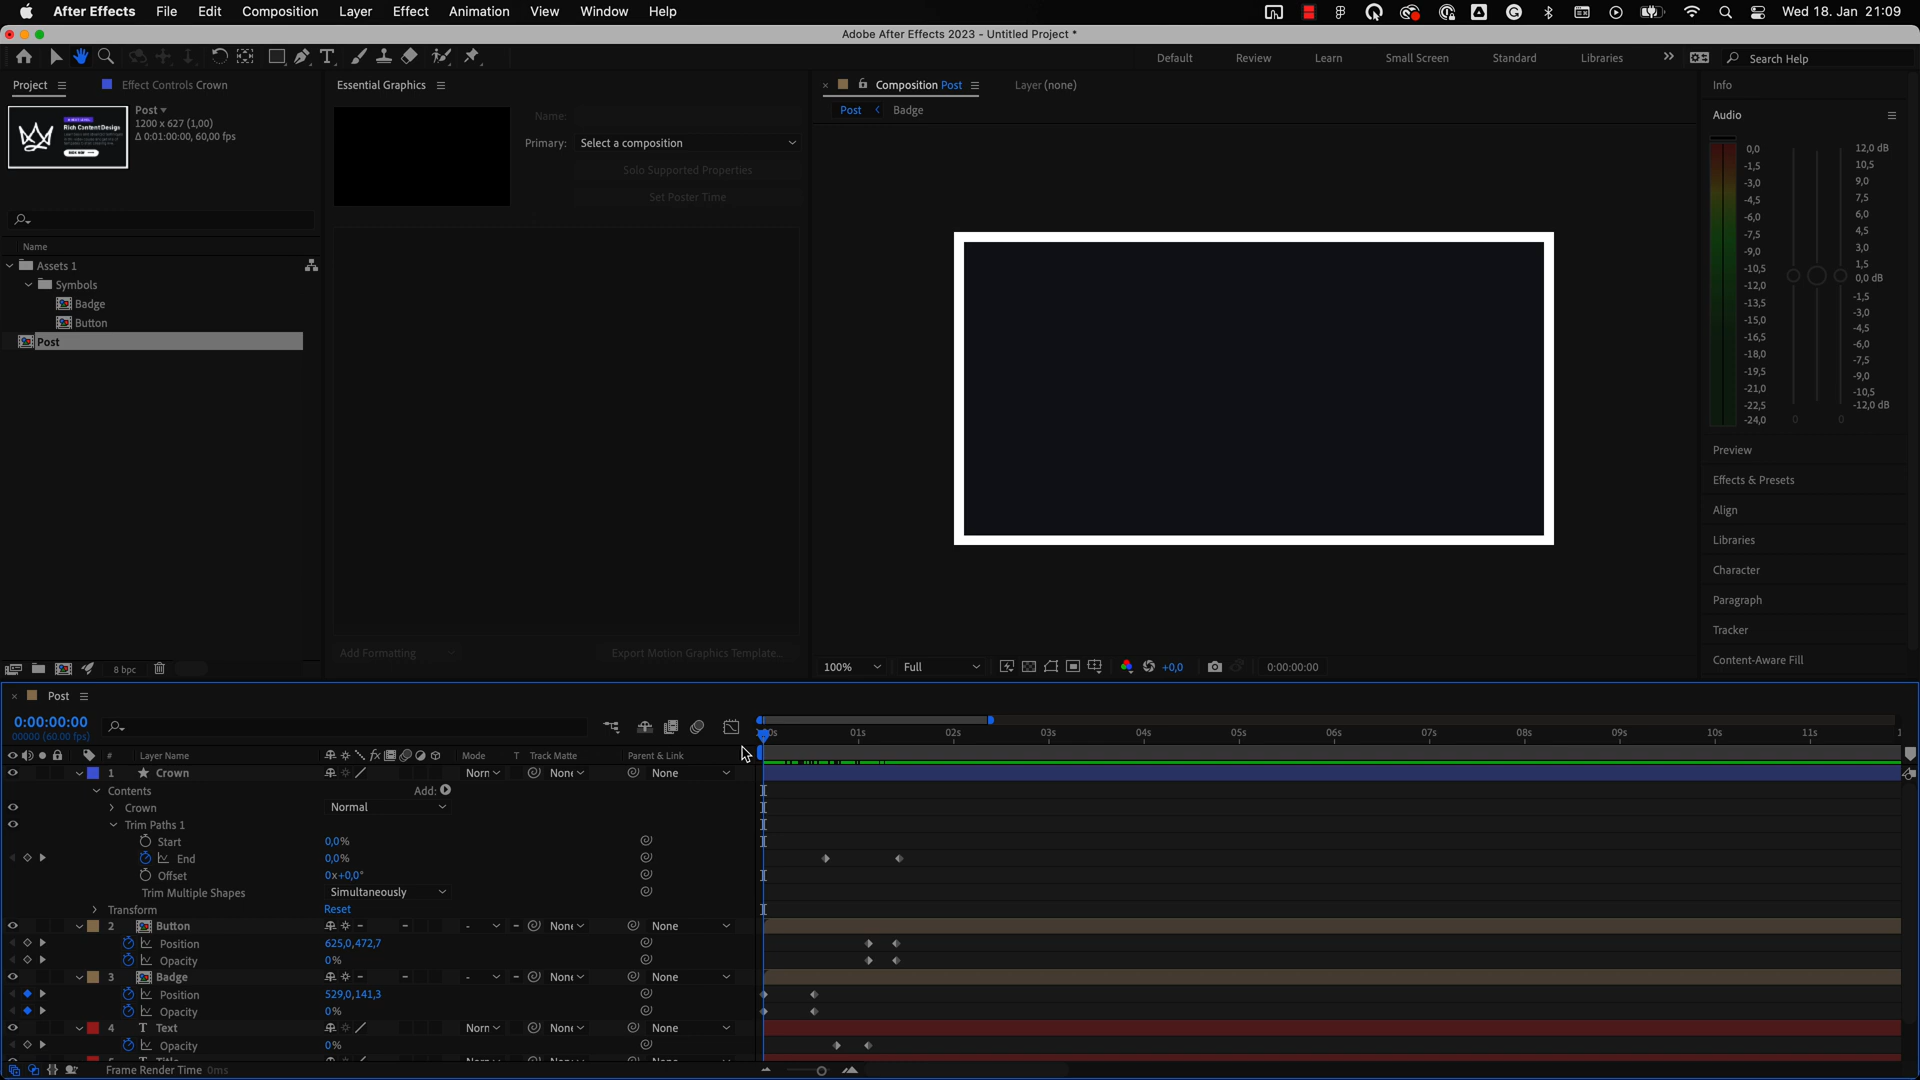 After Effects File Edit Composition Layer Effect Animation View Window Help Wed 18. Jan 21:09
Adobe After Effects 2023 - Untitled Project *
Default Review Learn Small Screen Standard Libraries Search Help
Project Effect Controls Crown Essential Graphics Composition Post Layer (none) Info
Post
1200 x 627 (1,00)
Δ 0:01:00:00, 60,00 fps
Rich Content Design
Name:
Primary: Select a composition
Solo Supported Properties
Set Poster Time
Post Badge
Audio
0,0
-1,5
-3,0
-4,5
-6,0
-7,5
-9,0
-10,5
-12,0
-13,5
-15,0
-16,5
-18,0
-19,5
-21,0
-22,5
-24,0
12,0 dB
10,5
9,0
7,5
6,0
4,5
3,0
1,5
0,0 dB
-1,5
-3,0
-4,5
-6,0
-7,5
-9,0
-10,5
-12,0 dB
0 0
Name
Assets 1
Symbols
Badge
Button
Post
Preview
Effects & Presets
Align
Libraries
Character
Paragraph
Tracker
Content-Aware Fill
Add Formatting Export Motion Graphics Template...
8 bpc 100% Full +0,0 0:00:00:00
Post
0:00:00:00
00000 (60.00 fps)
01s 02s 03s 04s 05s 06s 07s 08s 09s 10s 11s
# Layer Name fx Mode T Track Matte Parent & Link
1 Crown Norn None None
Contents Add:
Crown Normal
Trim Paths 1
Start 0,0%
End 0,0%
Offset 0x+0,0°
Trim Multiple Shapes Simultaneously
Transform Reset
2 Button - None None
Position 625,0,472,7
Opacity 0%
3 Badge - None None
Position 529,0,141,3
Opacity 0%
4 T Text Norn None None
Opacity 0%
Frame Render Time 0ms